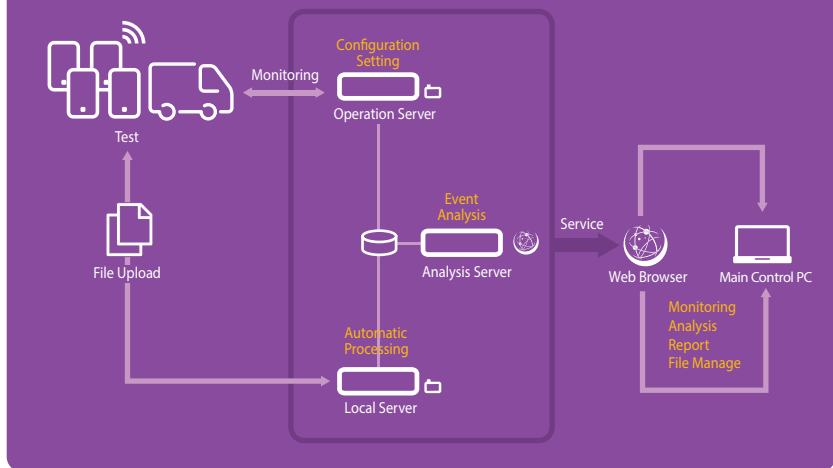 Configuration
Setting
Monitoring
Operation Server
Test
Event
Analysis
Service
File Upload
Analysis Server
Web Browser
Main Control PC
Monitoring
Analysis
Report
File Manage
Automatic
Processing
Local Server